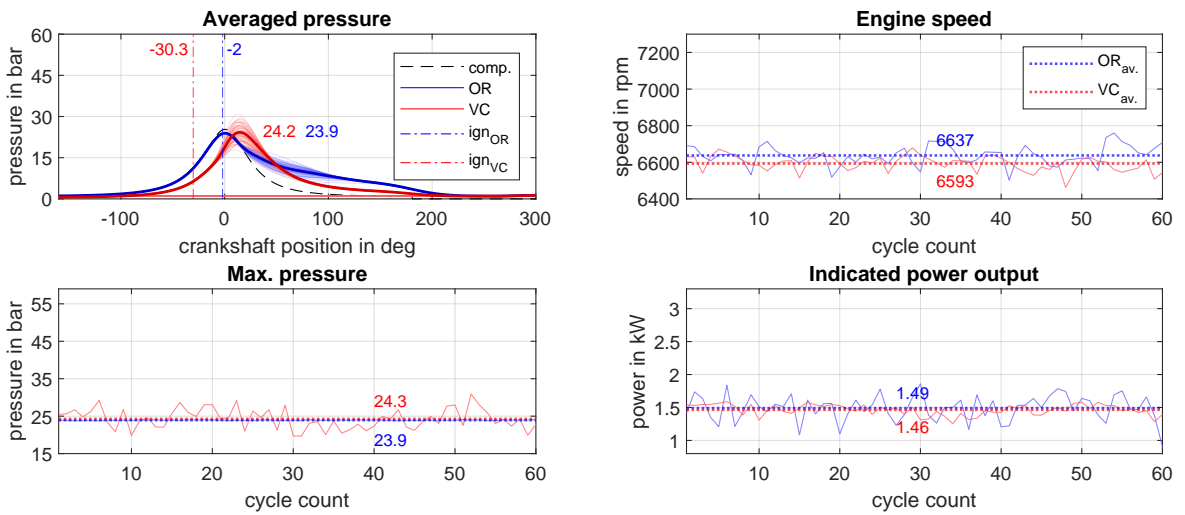 Averaged pressure
60
45
30
15
0
pressure in bar
-30.3
-2
24.2
23.9
comp.
OR
VC
ign_OR
ign_VC
-100
0
100
200
300
crankshaft position in deg
Engine speed
7200
6800
6600
6400
speed in rpm
OR_av.
VC_av.
6637
6593
10
20
30
40
50
60
cycle count
Max. pressure
55
45
35
25
15
pressure in bar
24.3
23.9
10
20
30
40
50
60
cycle count
Indicated power output
3
2.5
2
1.5
1
power in kW
1.49
1.46
10
20
30
40
50
60
cycle count